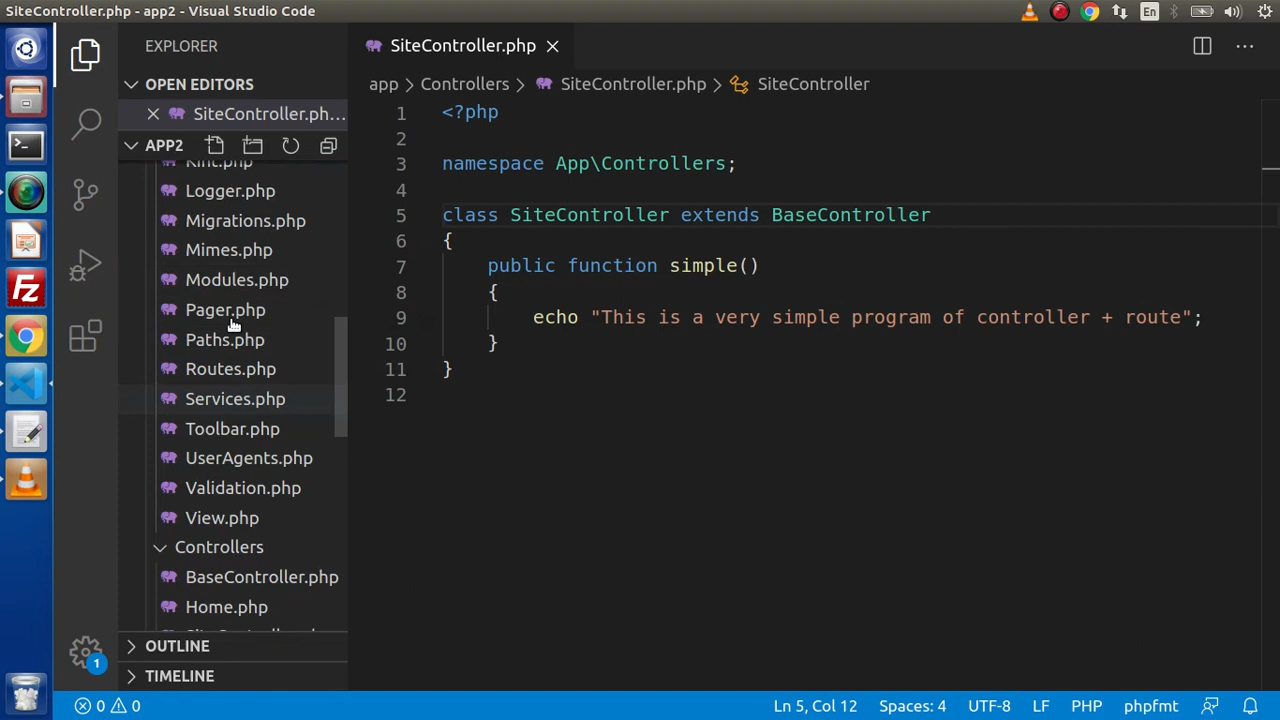 SiteController.php - app2 - Visual Studio Code
En
EXPLORER
OPEN EDITORS
SiteController.ph...
APP2
Kint.php
Logger.php
Migrations.php
Mimes.php
Modules.php
Pager.php
Paths.php
Routes.php
Services.php
Toolbar.php
UserAgents.php
Validation.php
View.php
Controllers
BaseController.php
Home.php
OUTLINE
TIMELINE
1
SiteController.php
app > Controllers > SiteController.php > SiteController
1 <?php
2
3 namespace App\Controllers;
4
5 class SiteController extends BaseController
6 {
7 public function simple()
8 {
9 echo "This is a very simple program of controller + route";
10 }
11 }
12
0 0
Ln 5, Col 12 Spaces: 4 UTF-8 LF PHP phpfmt